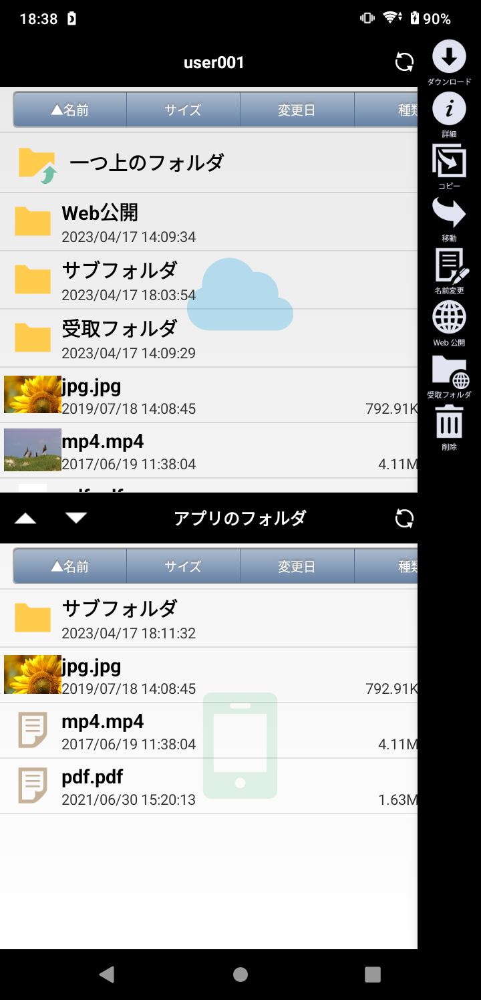 18:38
90%
user001
ダウンロード
▲名前 サイズ 変更日 種類
詳細
一つ上のフォルダ
コピー
Web公開
2023/04/17 14:09:34
移動
サブフォルダ
2023/04/17 18:03:54
名前変更
受取フォルダ
2023/04/17 14:09:29
Web 公開
jpg.jpg
2019/07/18 14:08:45 792.91K
受取フォルダ
mp4.mp4
2017/06/19 11:38:04 4.11M
削除
アプリのフォルダ
▲名前 サイズ 変更日 種類
サブフォルダ
2023/04/17 18:11:32
jpg.jpg
2019/07/18 14:08:45 792.91K
mp4.mp4
2017/06/19 11:38:04 4.11M
pdf.pdf
2021/06/30 15:20:13 1.63M